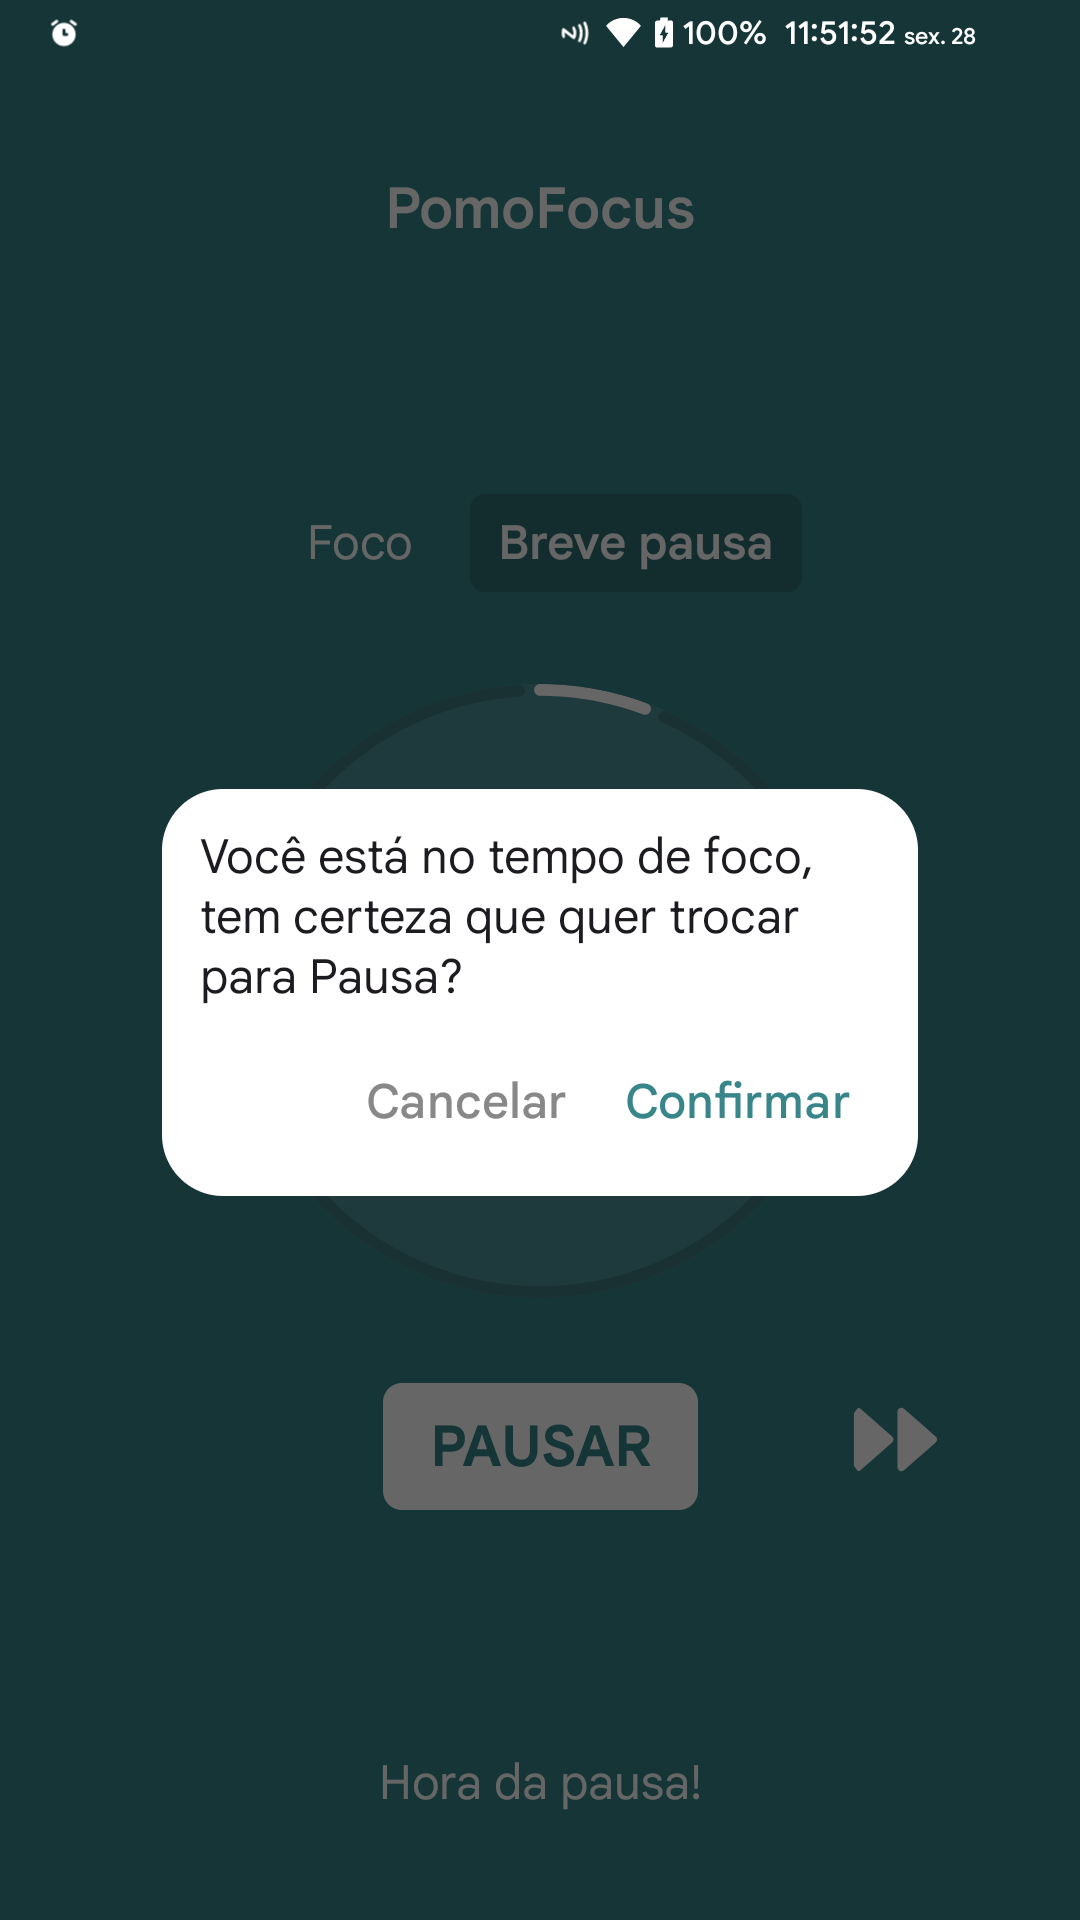 100% 11:51:52 sex. 28
PomoFocus
Foco Breve pausa
Você está no tempo de foco,
tem certeza que quer trocar
para Pausa?
Cancelar Confirmar
PAUSAR
Hora da pausa!